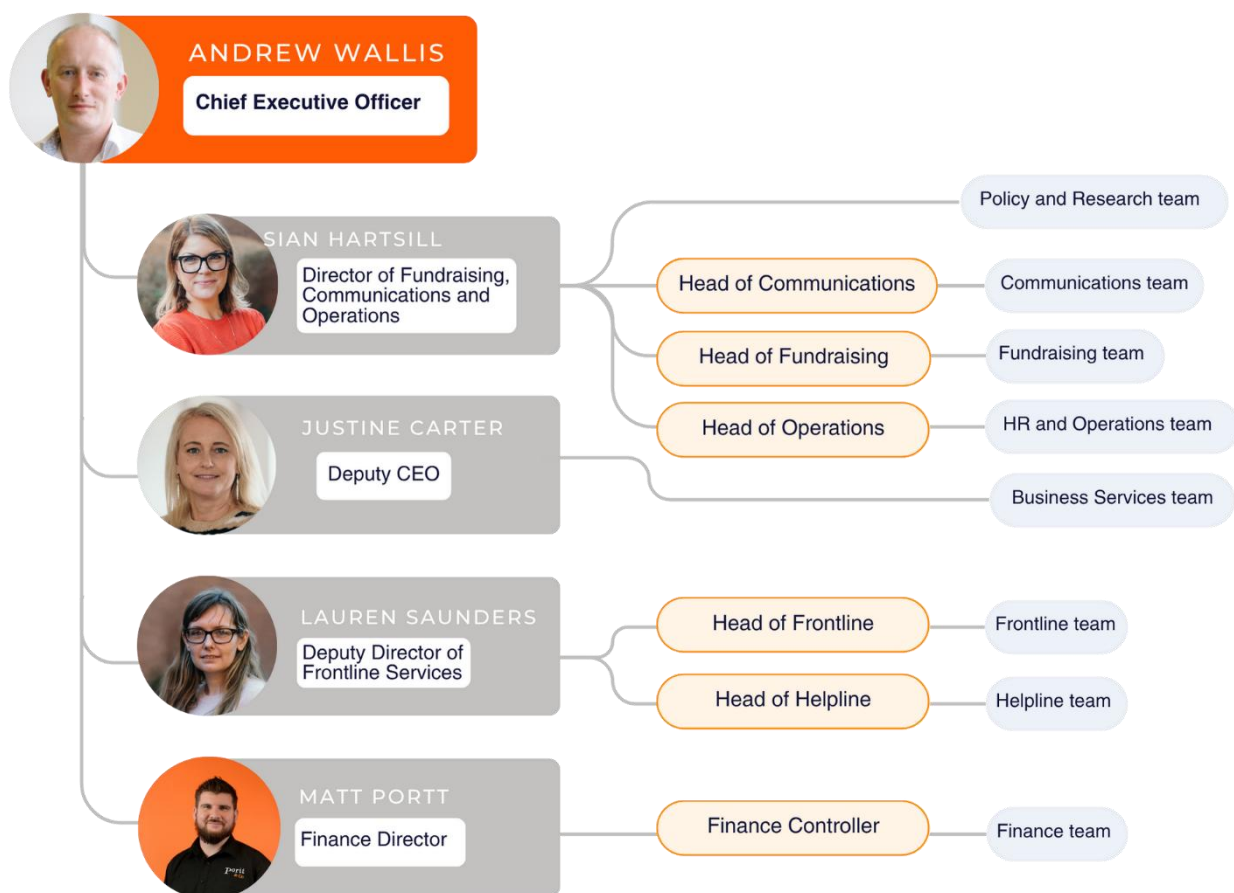 ANDREW WALLIS
Chief Executive Officer
SIAN HARTSILL
Director of Fundraising,
Communications and
Operations
Policy and Research team
Head of Communications
Communications team
Head of Fundraising
Fundraising team
Head of Operations
HR and Operations team
JUSTINE CARTER
Deputy CEO
Business Services team
LAUREN SAUNDERS
Deputy Director of
Frontline Services
Head of Frontline
Frontline team
Head of Helpline
Helpline team
MATT PORTT
Finance Director
Finance Controller
Finance team
Portt